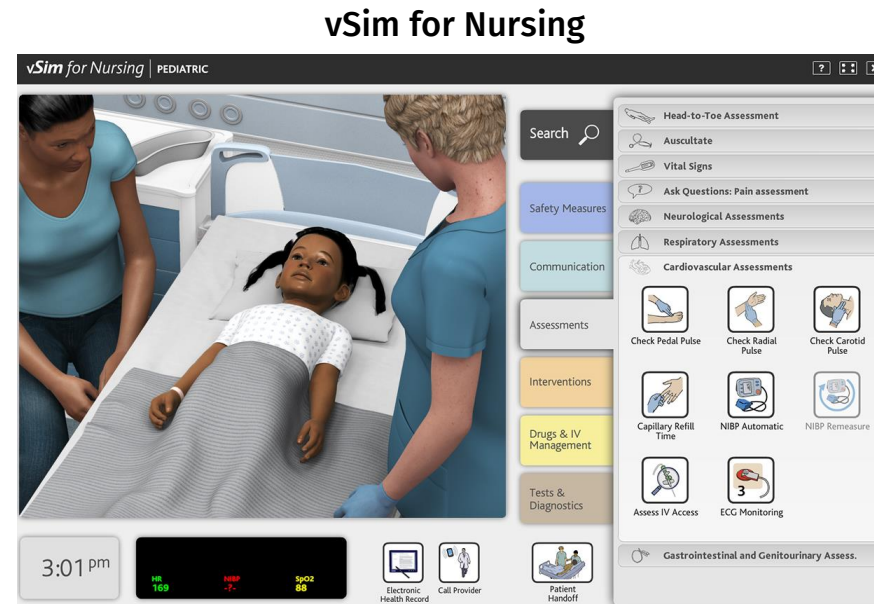 vSim for Nursing
vSim for Nursing | PEDIATRIC
?
Search
Safety Measures
Communication
Assessments
Interventions
Drugs & IV
Management
Tests &
Diagnostics
Head-to-Toe Assessment
Auscultate
Vital Signs
?
Ask Questions: Pain assessment
Neurological Assessments
Respiratory Assessments
Cardiovascular Assessments
Check Pedal Pulse
Check Radial
Pulse
Check Carotid
Pulse
Capillary Refill
Time
NIBP Automatic
NIBP Remeasure
Assess IV Access
3
ECG Monitoring
Gastrointestinal and Genitourinary Assess.
3:01 pm
HR
169
NIBP
-?-
SpO2
88
Electronic
Health Record
Call Provider
Patient
Handoff